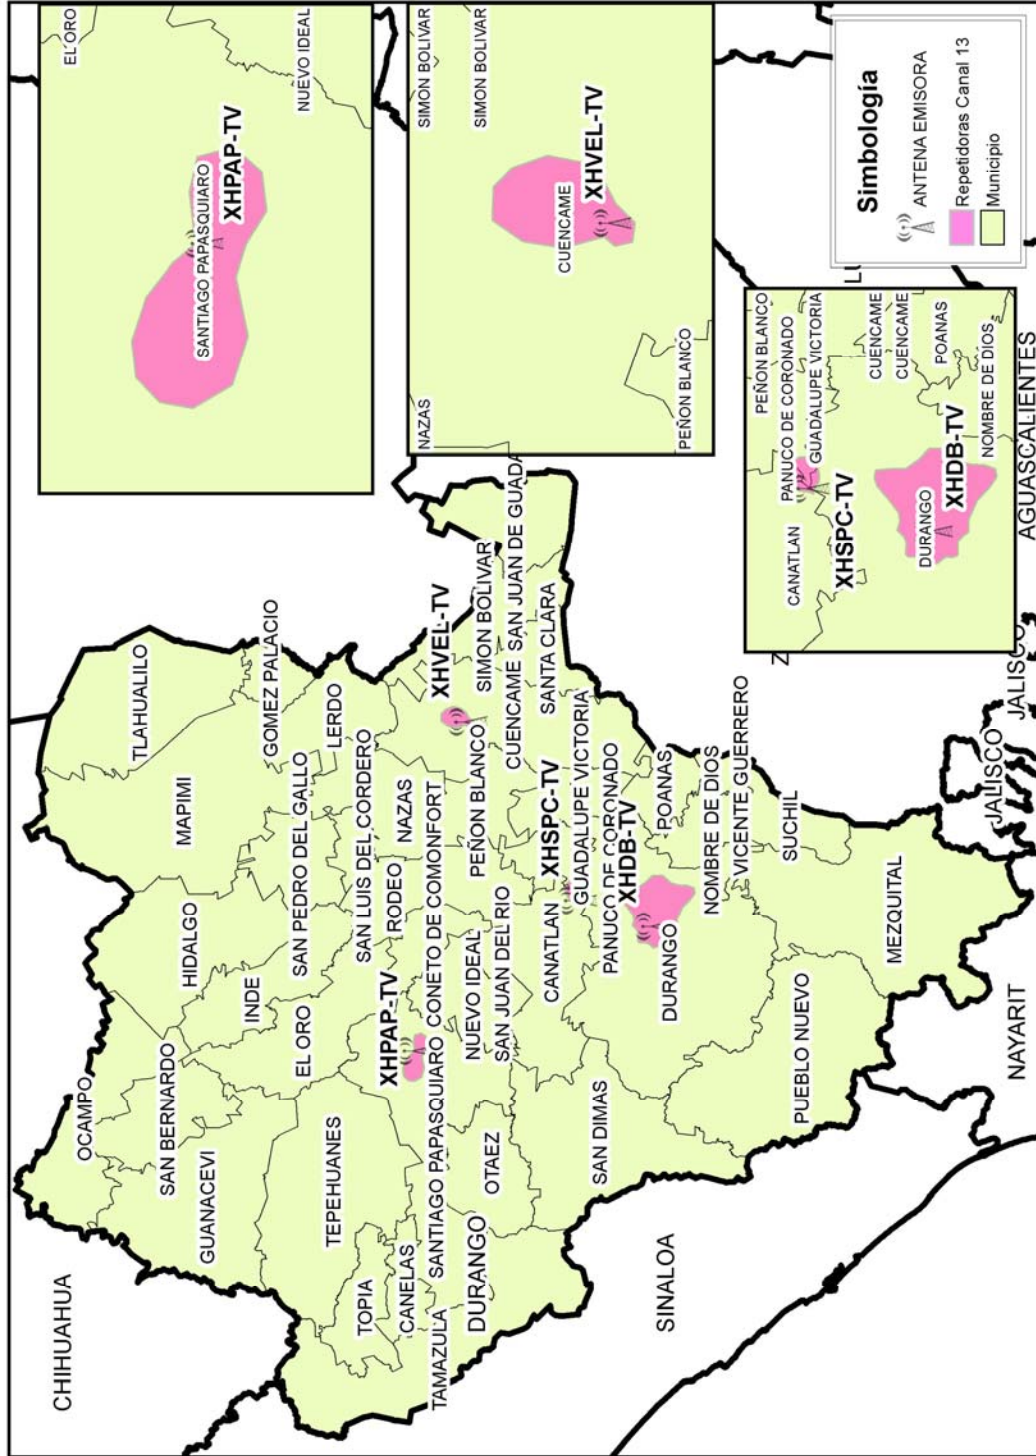 CHIHUAHUA
OCAMPO
SAN BERNARDO
GUANACEVI
HIDALGO
MAPIMI
TLAHUALILO
INDE
EL ORO
SAN PEDRO DEL GALLO
GOMEZ PALACIO
LERDO
TEPEHUANES
TOPIA
CANELAS
TAMAZULA
SAN LUIS DEL CORDERO
RODEO
NAZAS
XHPAP-TV
SANTIAGO PAPASQUIARO
CONETO DE COMONFORT
XHVEL-TV
DURANGO
OTAEZ
NUEVO IDEAL
SAN JUAN DEL RIO
PEÑON BLANCO
SIMON BOLIVAR
CUENCAME
SAN JUAN DE GUADA
SANTA CLARA
CANATLAN
XHSPC-TV
GUADALUPE VICTORIA
SAN DIMAS
PANUCO DE CORONADO
XHDB-TV
DURANGO
POANAS
NOMBRE DE DIOS
VICENTE GUERRERO
SUCHIL
PUEBLO NUEVO
MEZQUITAL
SINALOA
NAYARIT
JALISCO
JALISCO
AGUASCALIENTES
Z
LU
EL ORO
NUEVO IDEAL
SANTIAGO PAPASQUIARO
XHPAP-TV
NAZAS
SIMON BOLIVAR
SIMON BOLIVAR
CUENCAME
XHVEL-TV
PEÑON BLANCO
PEÑON BLANCO
PANUCO DE CORONADO
GUADALUPE VICTORIA
CANATLAN
XHSPC-TV
CUENCAME
CUENCAME
DURANGO
XHDB-TV
POANAS
NOMBRE DE DIOS
Simbología
ANTENA EMISORA
Repetidoras Canal 13
Municipio